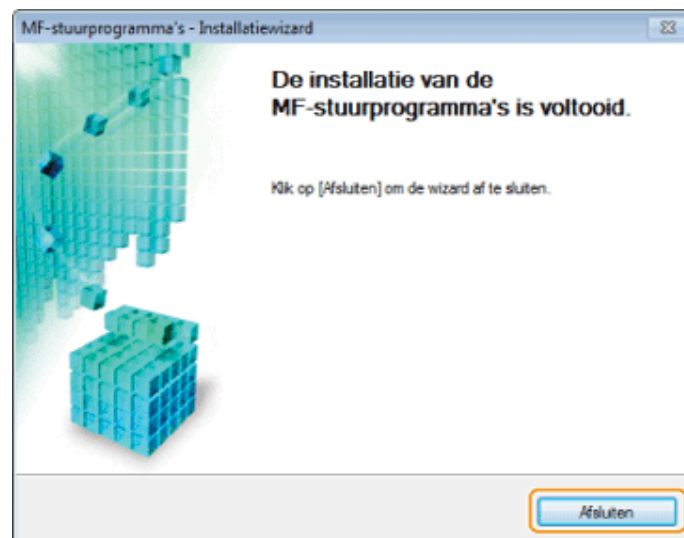 MF-stuurprogramma's - Installatiewizard
De installatie van de
MF-stuurprogramma's is voltooid.
Klik op [Afsluiten] om de wizard af te sluiten.
Afsluiten